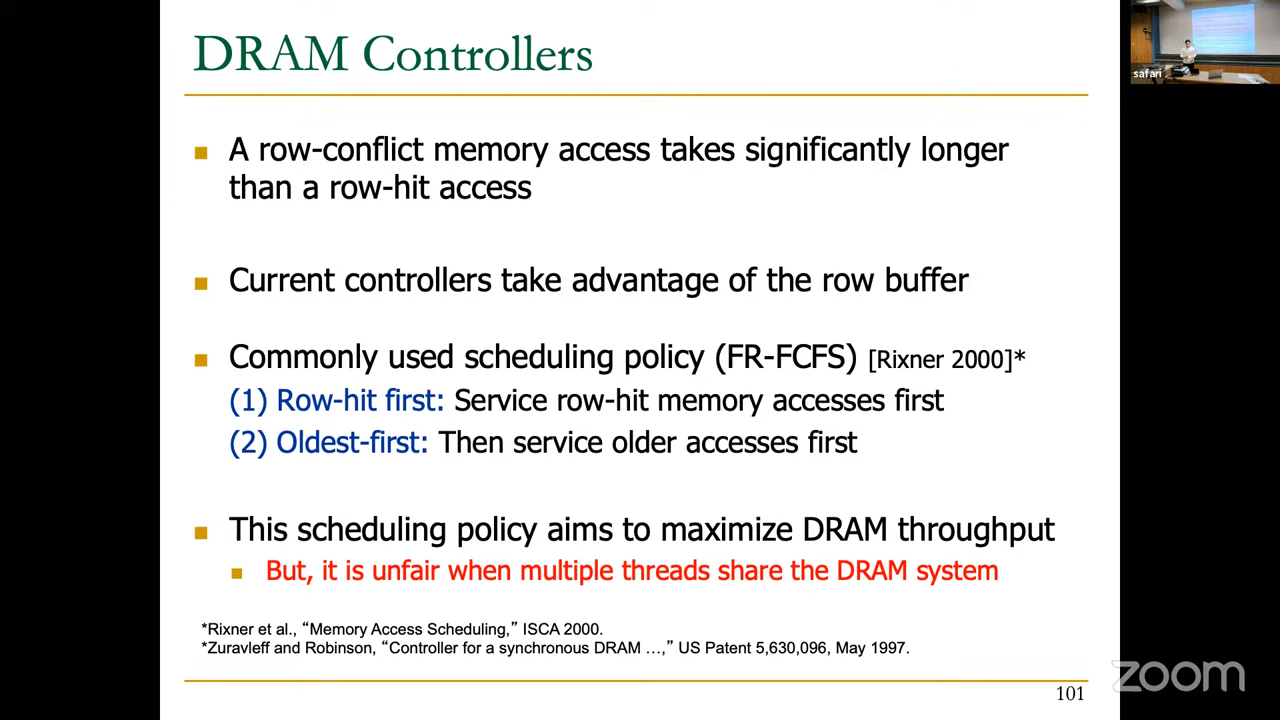 DRAM Controllers
safari
A row-conflict memory access takes significantly longer
than a row-hit access
Current controllers take advantage of the row buffer
Commonly used scheduling policy (FR-FCFS) [Rixner 2000]*
(1) Row-hit first: Service row-hit memory accesses first
(2) Oldest-first: Then service older accesses first
This scheduling policy aims to maximize DRAM throughput
But, it is unfair when multiple threads share the DRAM system
*Rixner et al., “Memory Access Scheduling,” ISCA 2000.
*Zuravleff and Robinson, “Controller for a synchronous DRAM …,” US Patent 5,630,096, May 1997.
101
zoom